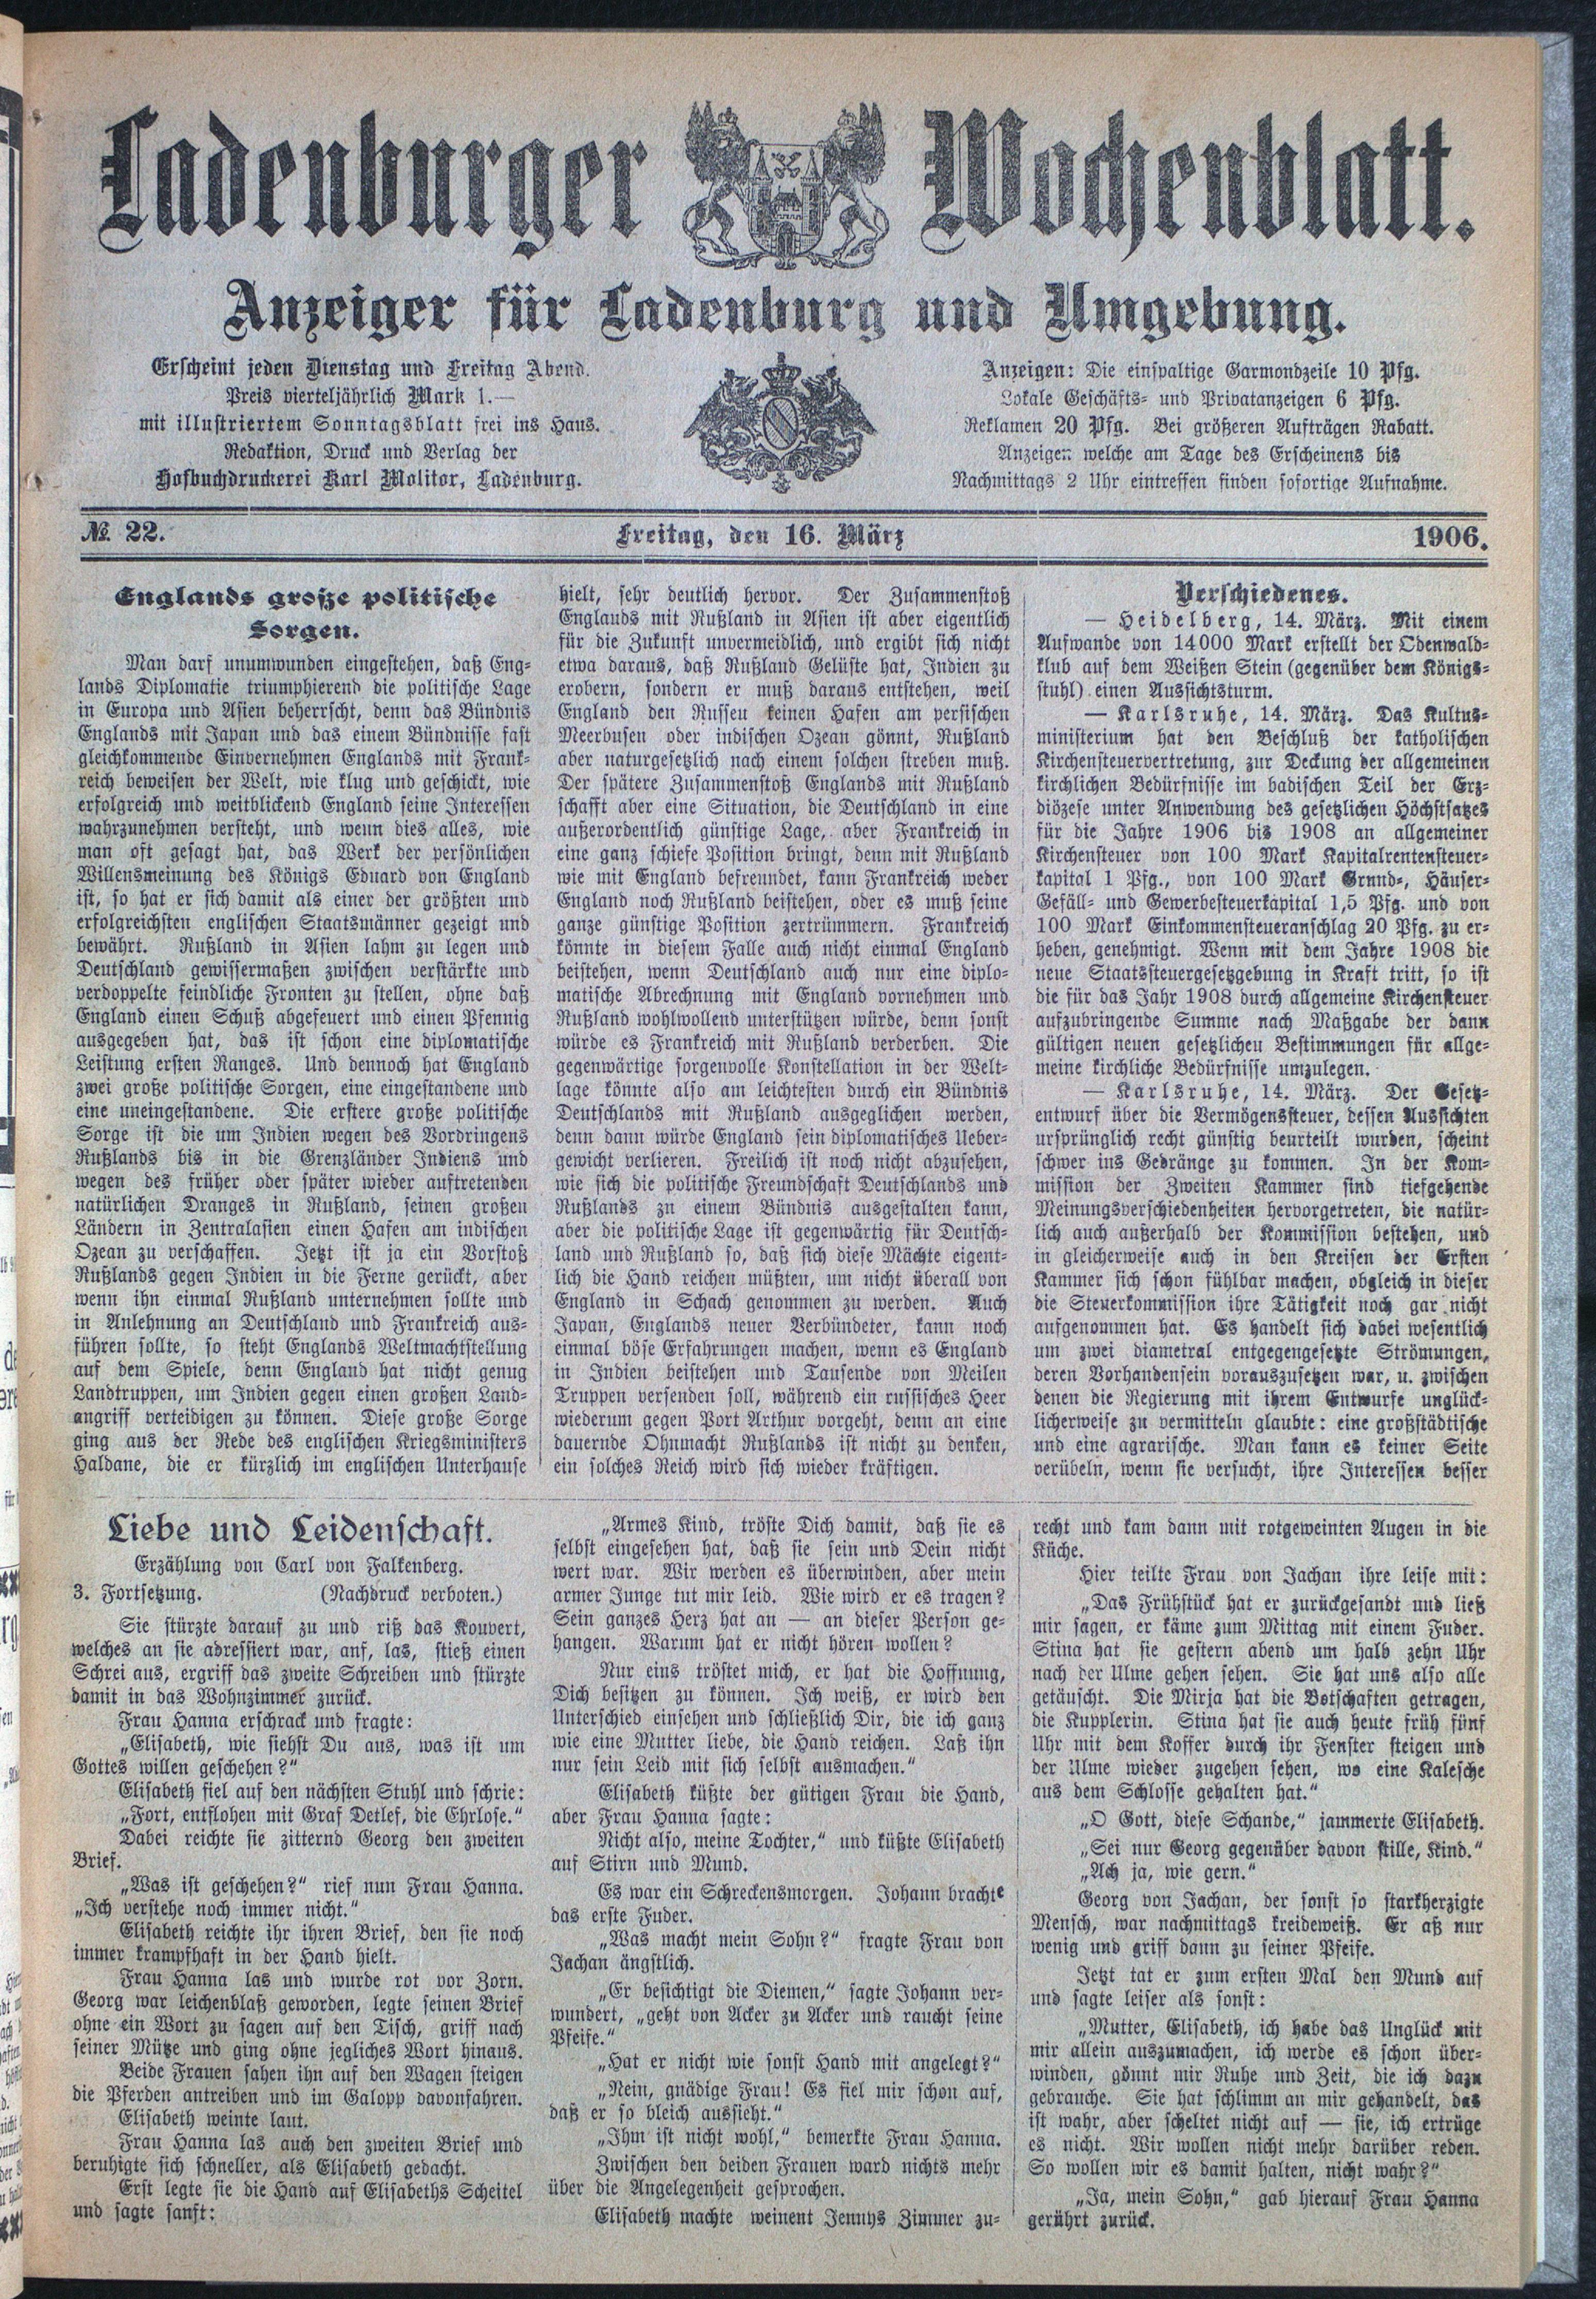 Ladenburger Wochenblatt.
Anzeiger für Ladenburg und Umgebung.
Erscheint jeden Dienstag und Freitag Abend.
Preis vierteljährlich Mark 1.—
mit illustriertem Sonntagsblatt frei ins Haus.
Redaktion, Druck und Verlag der
Hofbuchdruckerei Karl Molitor, Ladenburg.
Anzeigen: Die einspaltige Garmondzeile 10 Pfg.
Lokale Geschäfts- und Privatanzeigen 6 Pfg.
Reklamen 20 Pfg. Bei größeren Aufträgen Rabatt.
Anzeigen welche am Tage des Erscheinens bis
Nachmittags 2 Uhr eintreffen finden sofortige Aufnahme.
№ 22. Freitag, den 16. März 1906.
Englands große politische
Sorgen.
Man darf unumwunden eingestehen, daß Eng-
lands Diplomatie triumphierend die politische Lage
in Europa und Asien beherrscht, denn das Bündnis
Englands mit Japan und das einem Bündnisse fast
gleichkommende Einvernehmen Englands mit Frank-
reich beweisen der Welt, wie klug und geschickt, wie
erfolgreich und weitblickend England seine Interessen
wahrzunehmen versteht, und wenn dies alles, wie
man oft gesagt hat, das Werk der persönlichen
Willensmeinung des Königs Eduard von England
ist, so hat er sich damit als einer der größten und
erfolgreichsten englischen Staatsmänner gezeigt und
bewährt. Rußland in Asien lahm zu legen und
Deutschland gewissermaßen zwischen verstärkte und
verdoppelte feindliche Fronten zu stellen, ohne daß
England einen Schuß abgefeuert und einen Pfennig
ausgegeben hat, das ist schon eine diplomatische
Leistung ersten Ranges. Und dennoch hat England
zwei große politische Sorgen, eine eingestandene und
eine uneingestandene. Die erstere große politische
Sorge ist die um Indien wegen des Vordringens
Rußlands bis in die Grenzländer Indiens und
wegen des früher oder später wieder auftretenden
natürlichen Dranges in Rußland, seinen großen
Ländern in Zentralasien einen Hafen am indischen
Ozean zu verschaffen. Jetzt ist ja ein Vorstoß
Rußlands gegen Indien in die Ferne gerückt, aber
wenn ihn einmal Rußland unternehmen sollte und
in Anlehnung an Deutschland und Frankreich aus-
führen sollte, so steht Englands Weltmachtstellung
auf dem Spiele, denn England hat nicht genug
Landtruppen, um Indien gegen einen großen Land-
angriff verteidigen zu können. Diese große Sorge
ging aus der Rede des englischen Kriegsministers
Haldane, die er kürzlich im englischen Unterhause
hielt, sehr deutlich hervor. Der Zusammenstoß
Englands mit Rußland in Asien ist aber eigentlich
für die Zukunft unvermeidlich, und ergibt sich nicht
etwa daraus, daß Rußland Gelüste hat, Indien zu
erobern, sondern er muß daraus entstehen, weil
England den Russen keinen Hafen am persischen
Meerbusen oder indischen Ozean gönnt, Rußland
aber naturgesetzlich nach einem solchen streben muß.
Der spätere Zusammenstoß Englands mit Rußland
schafft aber eine Situation, die Deutschland in eine
außerordentlich günstige Lage, aber Frankreich in
eine ganz schiefe Position bringt, denn mit Rußland
wie mit England befreundet, kann Frankreich weder
England noch Rußland beistehen, oder es muß seine
ganze günstige Position zertrümmern. Frankreich
könnte in diesem Falle auch nicht einmal England
beistehen, wenn Deutschland auch nur eine diplo-
matische Abrechnung mit England vornehmen und
Rußland wohlwollend unterstützen würde, denn sonst
würde es Frankreich mit Rußland verderben. Die
gegenwärtige sorgenvolle Konstellation in der Welt-
lage könnte also am leichtesten durch ein Bündnis
Deutschlands mit Rußland ausgeglichen werden,
denn dann würde England sein diplomatisches Ueber-
gewicht verlieren. Freilich ist noch nicht abzusehen,
wie sich die politische Freundschaft Deutschlands und
Rußlands zu einem Bündnis ausgestalten kann,
aber die politische Lage ist gegenwärtig für Deutsch-
land und Rußland so, daß sich diese Mächte eigent-
lich die Hand reichen müßten, um nicht überall von
England in Schach genommen zu werden. Auch
Japan, Englands neuer Verbündeter, kann noch
einmal böse Erfahrungen machen, wenn es England
in Indien beistehen und Tausende von Meilen
Truppen versenden soll, während ein russisches Heer
wiederum gegen Port Arthur vorgeht, denn an eine
dauernde Ohnmacht Rußlands ist nicht zu denken,
ein solches Reich wird sich wieder kräftigen.
Verschiedenes.
— Heidelberg, 14. März. Mit einem
Aufwande von 14000 Mark erstellt der Odenwald-
klub auf dem Weißen Stein (gegenüber dem Königs-
stuhl) einen Aussichtsturm.
— Karlsruhe, 14. März. Das Kultus-
ministerium hat den Beschluß der katholischen
Kirchensteuervertretung, zur Deckung der allgemeinen
kirchlichen Bedürfnisse im badischen Teil der Erz-
diözese unter Anwendung des gesetzlichen Höchstsatzes
für die Jahre 1906 bis 1908 an allgemeiner
Kirchensteuer von 100 Mark Kapitalrentensteuer-
kapital 1 Pfg., von 100 Mark Grund-, Häuser-
Gefäll- und Gewerbesteuerkapital 1,5 Pfg. und von
100 Mark Einkommensteueranschlag 20 Pfg. zu er-
heben, genehmigt. Wenn mit dem Jahre 1908 die
neue Staatssteuergesetzgebung in Kraft tritt, so ist
die für das Jahr 1908 durch allgemeine Kirchensteuer
aufzubringende Summe nach Maßgabe der dann
gültigen neuen gesetzlichen Bestimmungen für allge-
meine kirchliche Bedürfnisse umzulegen.
— Karlsruhe, 14. März. Der Gesetz-
entwurf über die Vermögenssteuer, dessen Aussichten
ursprünglich recht günstig beurteilt wurden, scheint
schwer ins Gedränge zu kommen. In der Kom-
mission der Zweiten Kammer sind tiefgehende
Meinungsverschiedenheiten hervorgetreten, die natür-
lich auch außerhalb der Kommission bestehen, und
in gleicherweise auch in den Kreisen der Ersten
Kammer sich schon fühlbar machen, obgleich in dieser
die Steuerkommission ihre Tätigkeit noch gar nicht
aufgenommen hat. Es handelt sich dabei wesentlich
um zwei diametral entgegengesetzte Strömungen,
deren Vorhandensein vorauszusetzen war, u. zwischen
denen die Regierung mit ihrem Entwurfe unglück-
licherweise zu vermitteln glaubte: eine großstädtische
und eine agrarische. Man kann es keiner Seite
verübeln, wenn sie versucht, ihre Interessen besser
Liebe und Leidenschaft.
Erzählung von Carl von Falkenberg.
3. Fortsetzung. (Nachdruck verboten.)
Sie stürzte darauf zu und riß das Kouvert,
welches an sie adressiert war, auf, las, stieß einen
Schrei aus, ergriff das zweite Schreiben und stürzte
damit in das Wohnzimmer zurück.
Frau Hanna erschrack und fragte:
„Elisabeth, wie siehst Du aus, was ist um
Gottes willen geschehen?“
Elisabeth fiel auf den nächsten Stuhl und schrie:
„Fort, entflohen mit Graf Detlef, die Ehrlose.“
Dabei reichte sie zitternd Georg den zweiten
Brief.
„Was ist geschehen?“ rief nun Frau Hanna.
„Ich verstehe noch immer nicht.“
Elisabeth reichte ihr ihren Brief, den sie noch
immer krampfhaft in der Hand hielt.
Frau Hanna las und wurde rot vor Zorn.
Georg war leichenblaß geworden, legte seinen Brief
ohne ein Wort zu sagen auf den Tisch, griff nach
seiner Mütze und ging ohne jegliches Wort hinaus.
Beide Frauen sahen ihn auf den Wagen steigen
die Pferden antreiben und im Galopp davonfahren.
Elisabeth weinte laut.
Frau Hanna las auch den zweiten Brief und
beruhigte sich schneller, als Elisabeth gedacht.
Erst legte sie die Hand auf Elisabeths Scheitel
und sagte sanft:
„Armes Kind, tröste Dich damit, daß sie es
selbst eingesehen hat, daß sie sein und Dein nicht
wert war. Wir werden es überwinden, aber mein
armer Junge tut mir leid. Wie wird er es tragen?
Sein ganzes Herz hat an — an dieser Person ge-
hangen. Warum hat er nicht hören wollen?
Nur eins tröstet mich, er hat die Hoffnung,
Dich besitzen zu können. Ich weiß, er wird den
Unterschied einsehen und schließlich Dir, die ich ganz
wie eine Mutter liebe, die Hand reichen. Laß ihn
nur sein Leid mit sich selbst ausmachen.“
Elisabeth küßte der gütigen Frau die Hand,
aber Frau Hanna sagte:
Nicht also, meine Tochter,“ und küßte Elisabeth
auf Stirn und Mund.
Es war ein Schreckensmorgen. Johann brachte
das erste Fuder.
„Was macht mein Sohn?“ fragte Frau von
Jachan ängstlich.
„Er besichtigt die Diemen,“ sagte Johann ver-
wundert, „geht von Acker zu Acker und raucht seine
Pfeife.“
„Hat er nicht wie sonst Hand mit angelegt?“
„Nein, gnädige Frau! Es fiel mir schon auf,
daß er so bleich aussieht.“
„Ihm ist nicht wohl,“ bemerkte Frau Hanna.
Zwischen den deiden Frauen ward nichts mehr
über die Angelegenheit gesprochen.
Elisabeth machte weinent Jennys Zimmer zu-
recht und kam dann mit rotgeweinten Augen in die
Küche.
Hier teilte Frau von Jachan ihre leise mit:
„Das Frühstück hat er zurückgesandt und ließ
mir sagen, er käme zum Mittag mit einem Fuder.
Stina hat sie gestern abend um halb zehn Uhr
nach der Ulme gehen sehen. Sie hat uns also alle
getäuscht. Die Mirja hat die Botschaften getragen,
die Kupplerin. Stina hat sie auch heute früh fünf
Uhr mit dem Koffer durch ihr Fenster steigen und
der Ulme wieder zugehen sehen, wo eine Kalesche
aus dem Schlosse gehalten hat.“
„O Gott, diese Schande,“ jammerte Elisabeth.
„Sei nur Georg gegenüber davon stille, Kind.“
„Ach ja, wie gern.“
Georg von Jachan, der sonst so starkherzigte
Mensch, war nachmittags kreideweiß. Er aß nur
wenig und griff dann zu seiner Pfeife.
Jetzt tat er zum ersten Mal den Mund auf
und sagte leiser als sonst:
„Mutter, Elisabeth, ich habe das Unglück mit
mir allein auszumachen, ich werde es schon über-
winden, gönnt mir Ruhe und Zeit, die ich dazu
gebrauche. Sie hat schlimm an mir gehandelt, das
ist wahr, aber scheltet nicht auf — sie, ich ertrüge
es nicht. Wir wollen nicht mehr darüber reden.
So wollen wir es damit halten, nicht wahr?“
„Ja, mein Sohn,“ gab hierauf Frau Hanna
gerührt zurück.